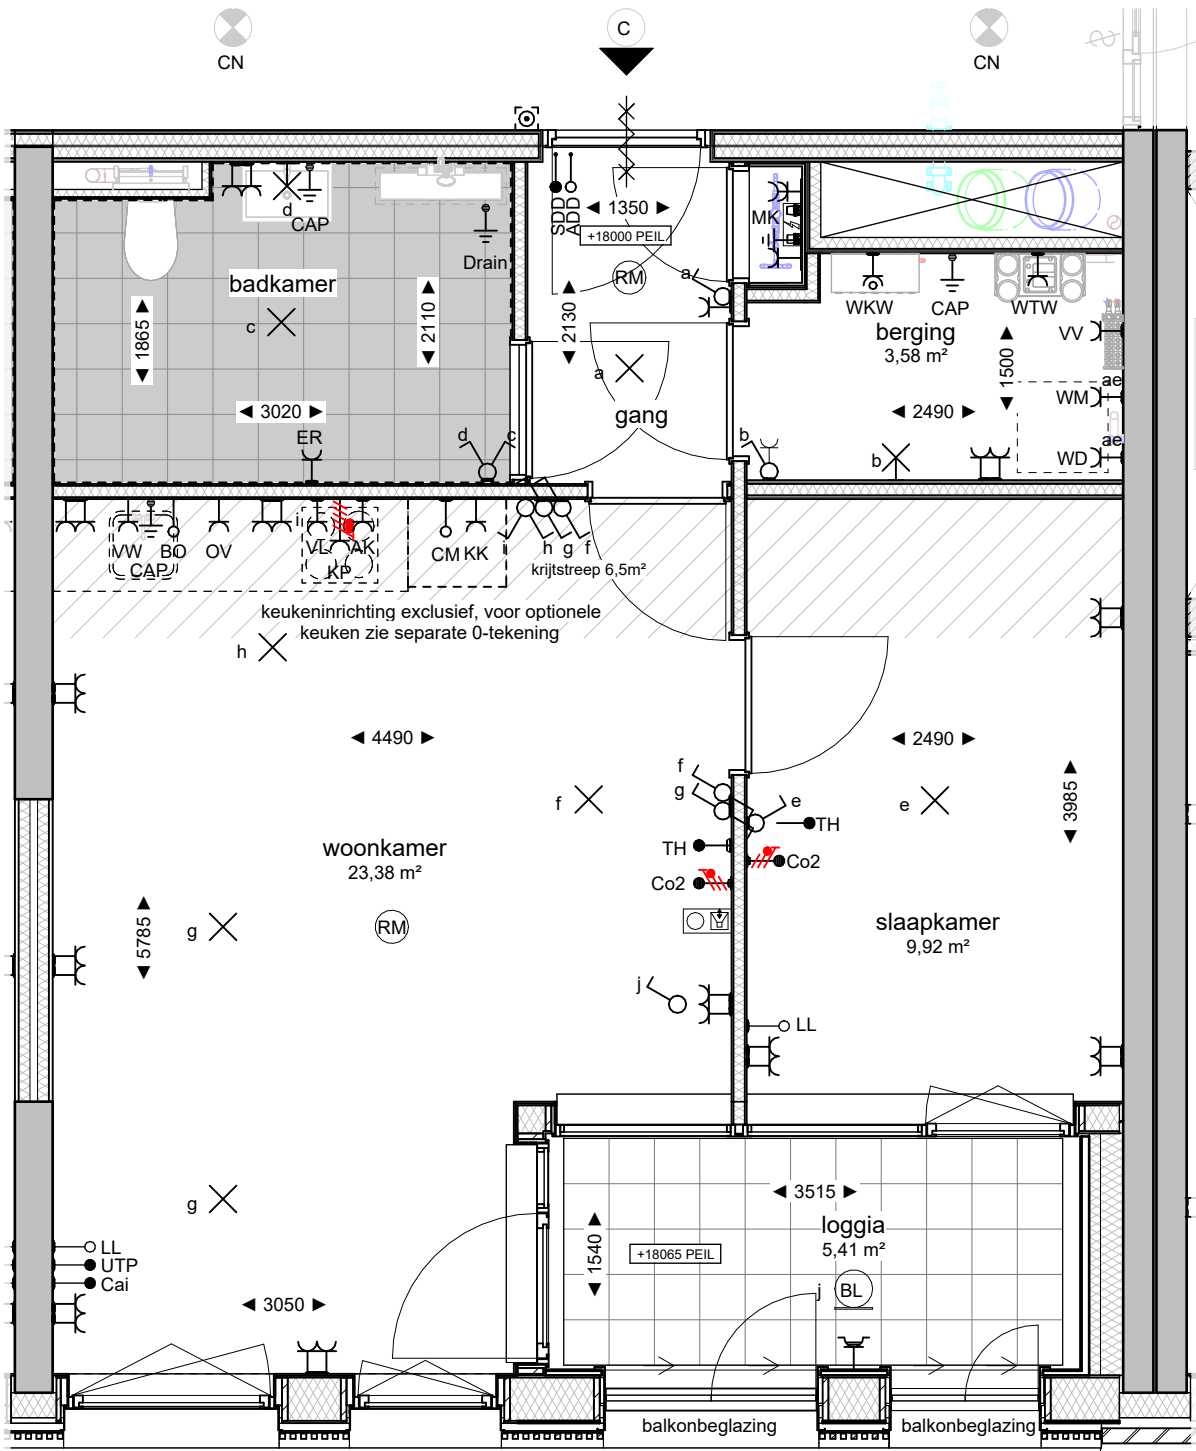 C
CN
CN
SDD
ADD
1350
+18000 PEIL
RM
MK
d
CAP
Drain
badkamer
c
1865
2110
2130
a
WKW
CAP
WTW
berging
3,58 m²
1500
VV
ae
WM
2490
ae
WD
3020
ER
a
gang
d
c
b
b
VW
CAP
BO
OV
VL
AK
KP
CM
KK
j
h
g
f
krijtstreep 6,5m²
keukeninrichting exclusief, voor optionele
keuken zie separate 0-tekening
h
4490
2490
f
g
e
f
e
3985
TH
TH
Co2
Co2
woonkamer
23,38 m²
5785
g
RM
slaapkamer
9,92 m²
j
LL
g
3515
loggia
5,41 m²
1540
+18065 PEIL
j
BL
LL
UTP
Cai
3050
balkonbeglazing
balkonbeglazing